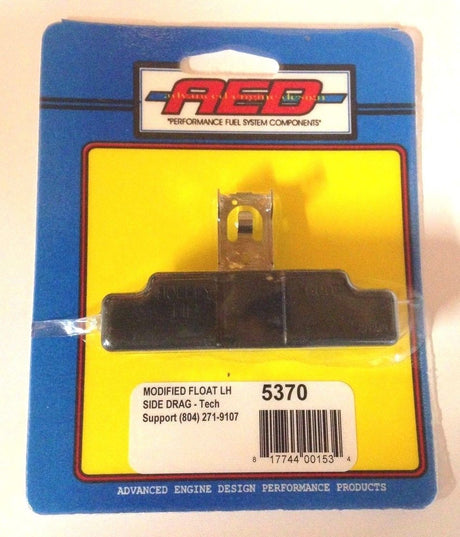 AED
advanced engine design
"PERFORMANCE FUEL SYSTEM COMPONENTS"
MODIFIED FLOAT LH
SIDE DRAG - Tech
Support (804) 271-9107
5370
8 17744 00153 4
ADVANCED ENGINE DESIGN PERFORMANCE PRODUCTS